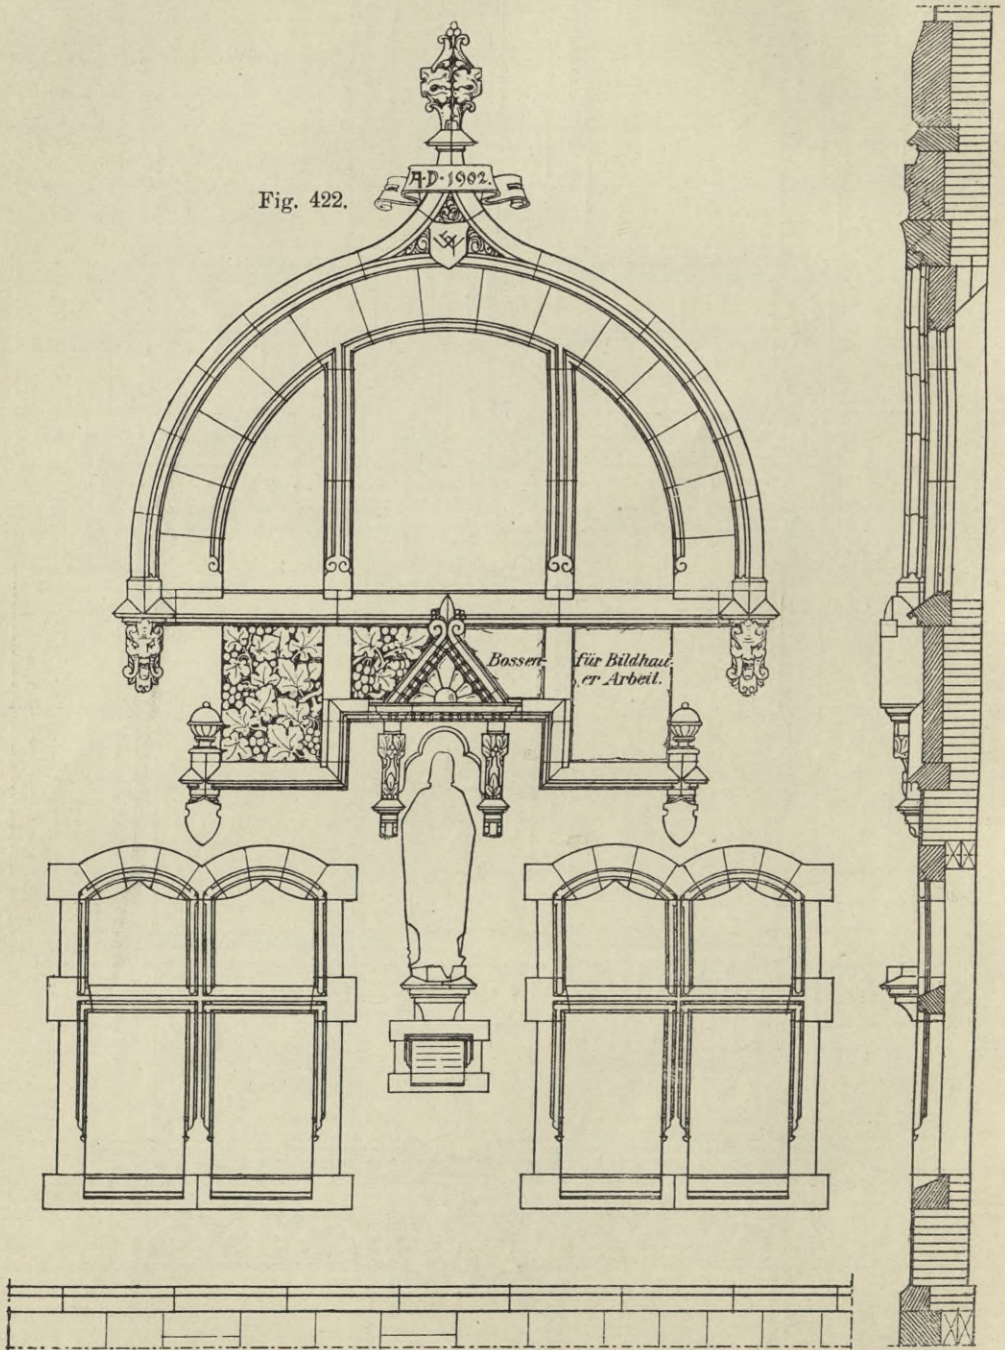 A·D·1902.
Fig. 422.
Bossen- für Bildhau-
er Arbeit.